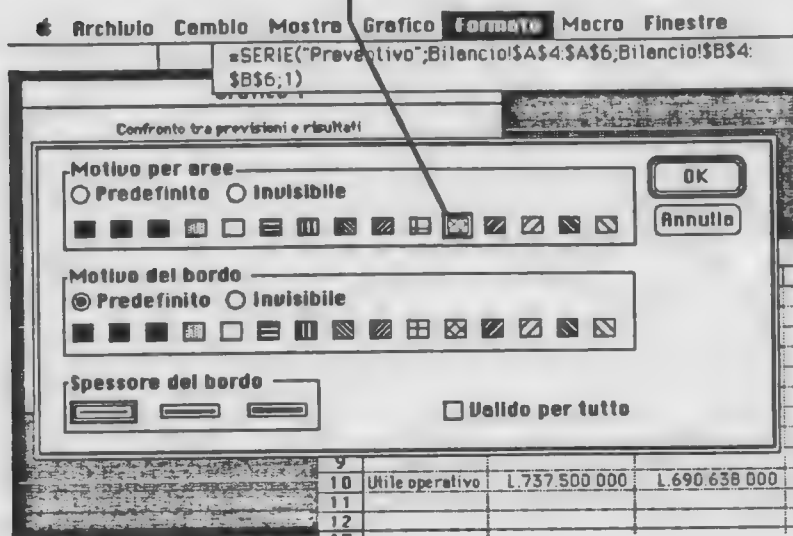 Archivio Cambio Mostra Grafico Formato Macro Finestra
=SERIE("Preventivo";Bilancio!$A$4:$A$6;Bilancio!$B$4:
$B$6;1)
Confronto tra previsioni e risultati
Motivo per aree
Predefinito Invisibile
OK
Annulla
Motivo del bordo
Predefinito Invisibile
Spessore del bordo
Valido per tutto
9
10 Utile operativo L.737.500.000 L.690.638.000
11
12